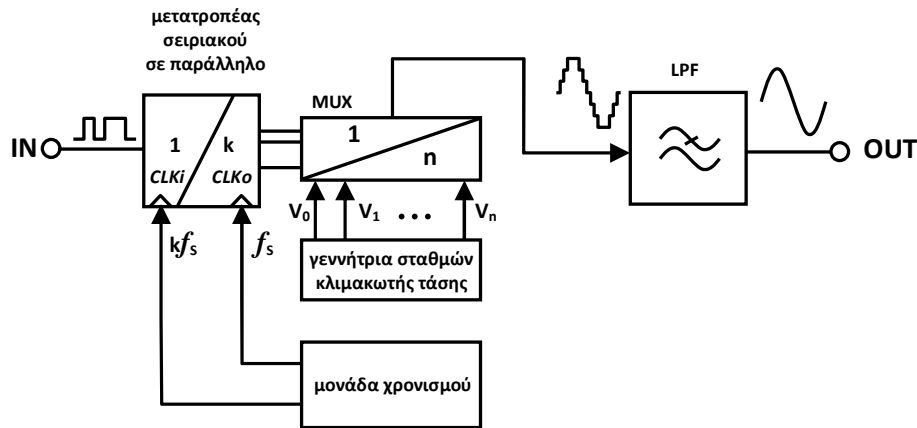 μετατροπέας
σειριακού
σε παράλληλο
LPF
MUX
IN
1
k
1
n
OUT
CLKi
CLKo
V0
V1
...
Vn
kfs
fs
γεννήτρια σταθμών
κλιμακωτής τάσης
μονάδα χρονισμού